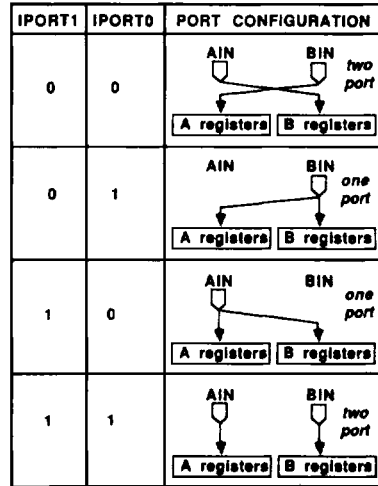 IPORT1 IPORT0 PORT CONFIGURATION
AIN BIN
two
0 0 port
A registers B registers
AIN BIN
one
0 1 port
A registers B registers
AIN BIN
one
1 0 port
A registers B registers
AIN BIN
two
1 1 port
A registers B registers